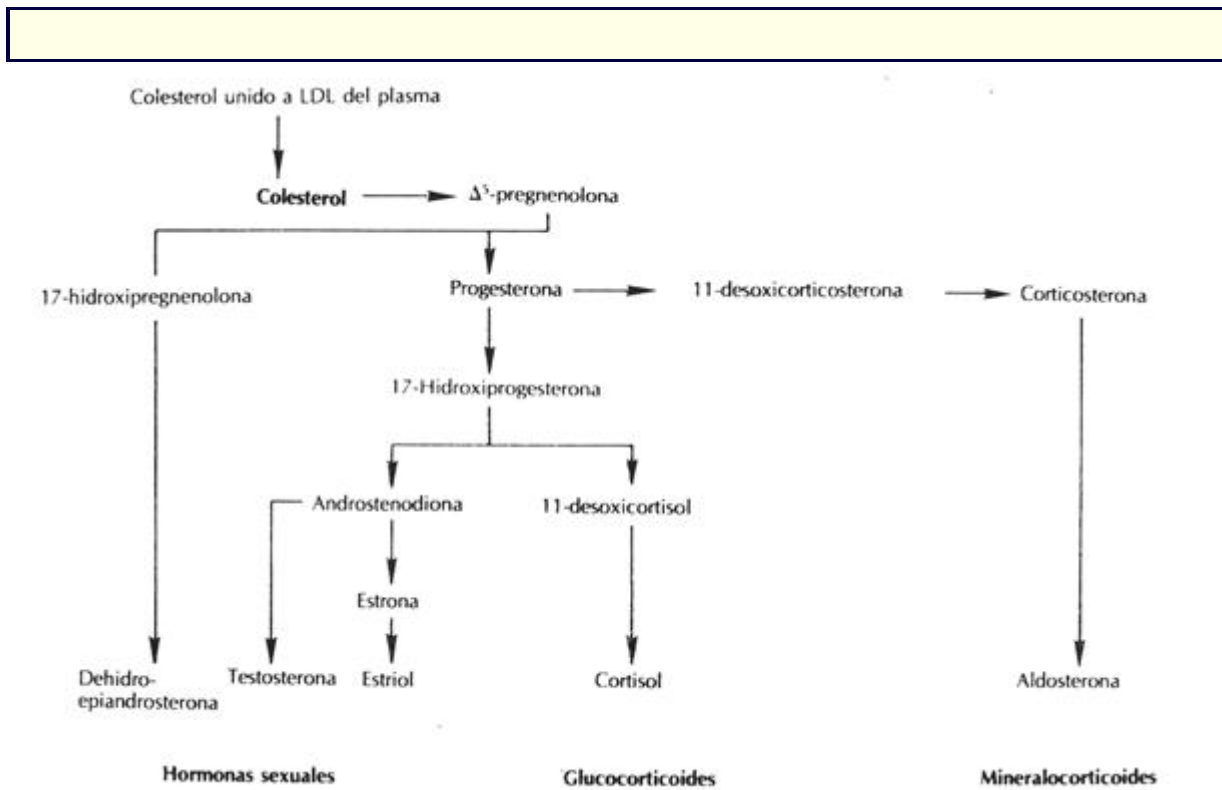 Colesterol unido a LDL del plasma
Colesterol
Δ⁵-pregnenolona
17-hidroxipregnenolona
Progesterona
11-desoxicorticosterona
Corticosterona
17-Hidroxiprogesterona
Androstenodiona
11-desoxicortisol
Estrona
Dehidro-
epiandrosterona
Testosterona
Estriol
Cortisol
Aldosterona
Hormonas sexuales
Glucocorticoides
Mineralocorticoides